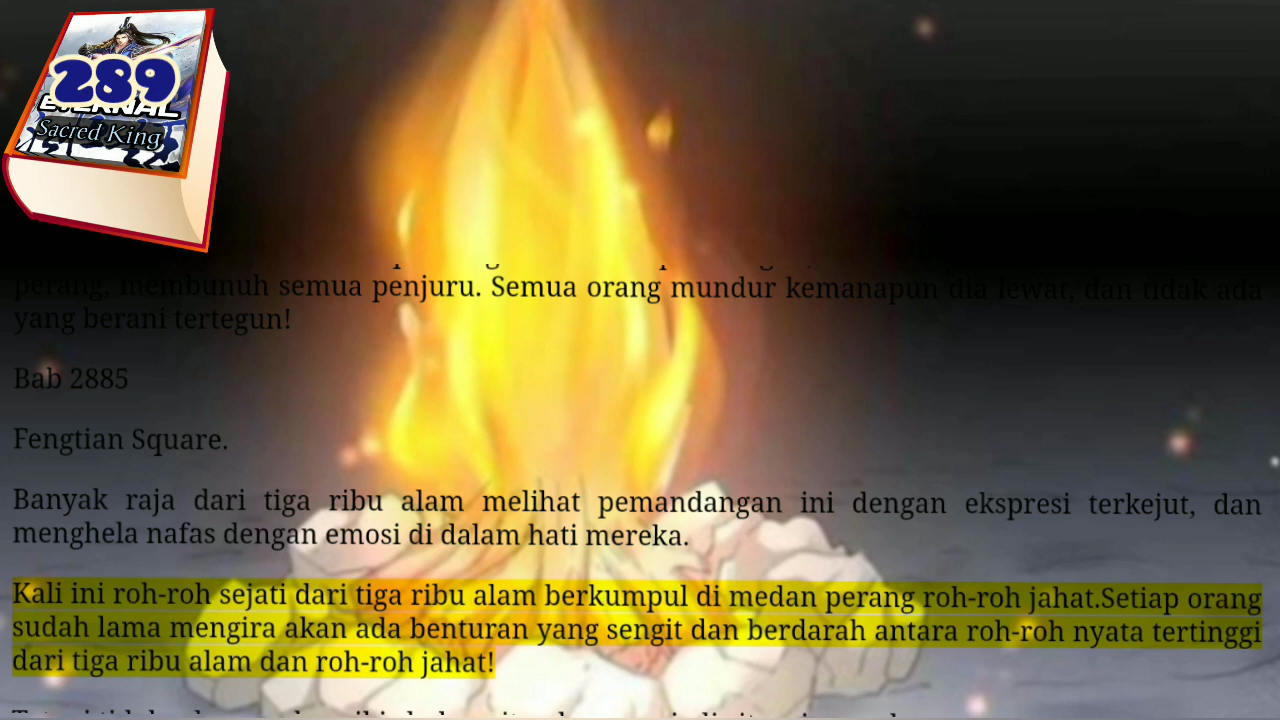 289
ETERNAL
Sacred King
perang, membunuh semua penjuru. Semua orang mundur kemanapun dia lewat, dan tidak ada
yang berani tertegun!
Bab 2885
Fengtian Square.
Banyak raja dari tiga ribu alam melihat pemandangan ini dengan ekspresi terkejut, dan
menghela nafas dengan emosi di dalam hati mereka.
Kali ini roh-roh sejati dari tiga ribu alam berkumpul di medan perang roh-roh jahat.Setiap orang
sudah lama mengira akan ada benturan yang sengit dan berdarah antara roh-roh nyata tertinggi
dari tiga ribu alam dan roh-roh jahat!